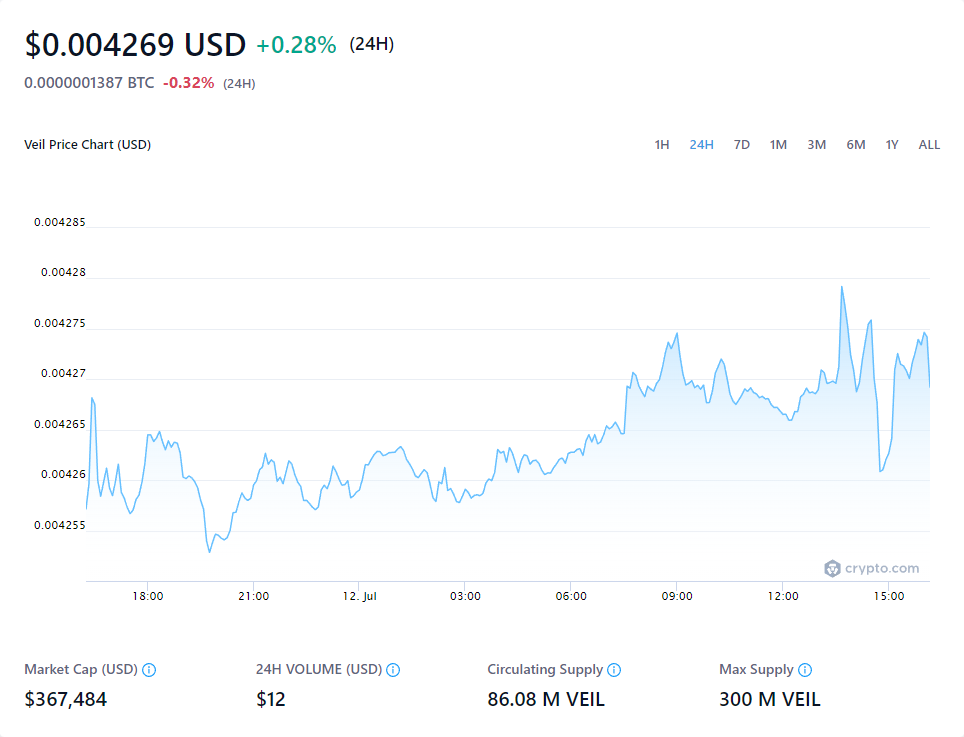 $0.004269 USD +0.28% (24H)
0.0000001387 BTC -0.32% (24H)
Veil Price Chart (USD) 1H 24H 7D 1M 3M 6M 1Y ALL
0.004285
0.00428
0.004275
0.00427
0.004265
0.00426
0.004255
crypto.com
18:00 21:00 12. Jul 03:00 06:00 09:00 12:00 15:00
Market Cap (USD) 24H VOLUME (USD) Circulating Supply Max Supply
$367,484 $12 86.08 M VEIL 300 M VEIL